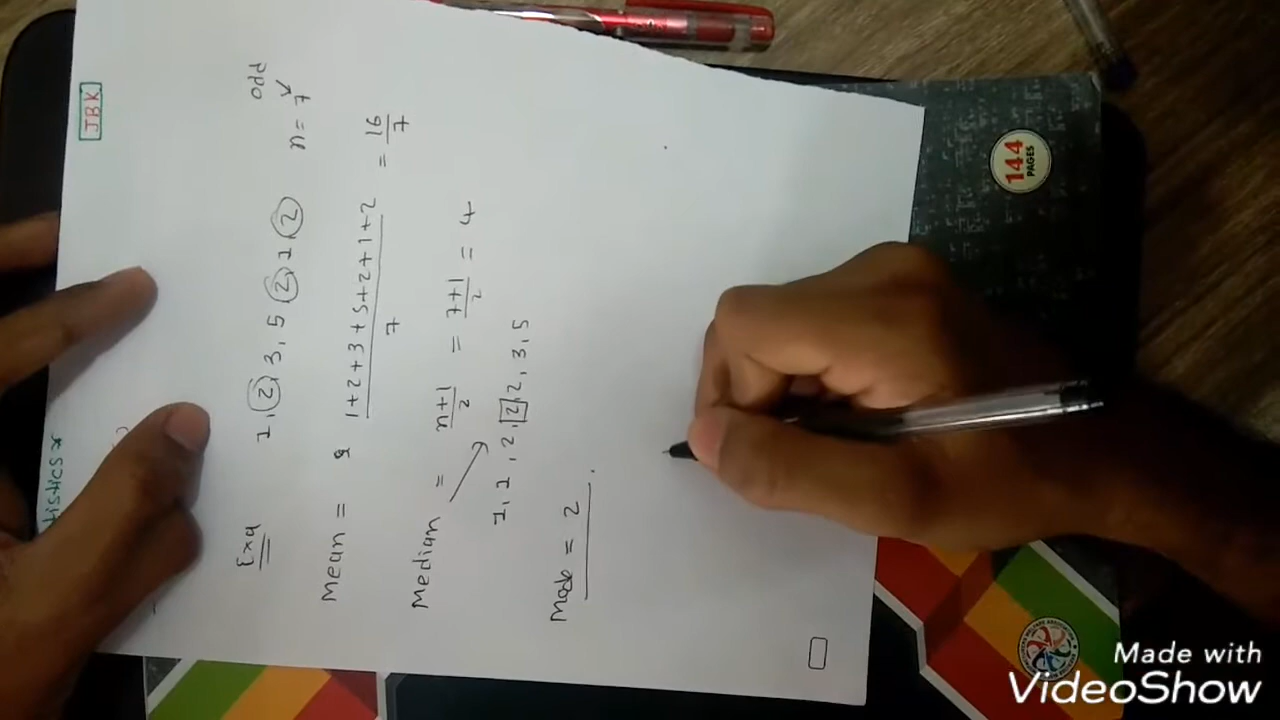 JBK
tistics
Exa
1, 2, 3, 5, 2, 1, 2
n = 7
odd
Mean = 1+2+3+5+2+1+2 / 7 = 16/7
Median = n+1/2 = 7+1/2 = 4
1, 1, 2, 2, 2, 3, 5
Mode = 2
144
PAGES
Made with
VideoShow